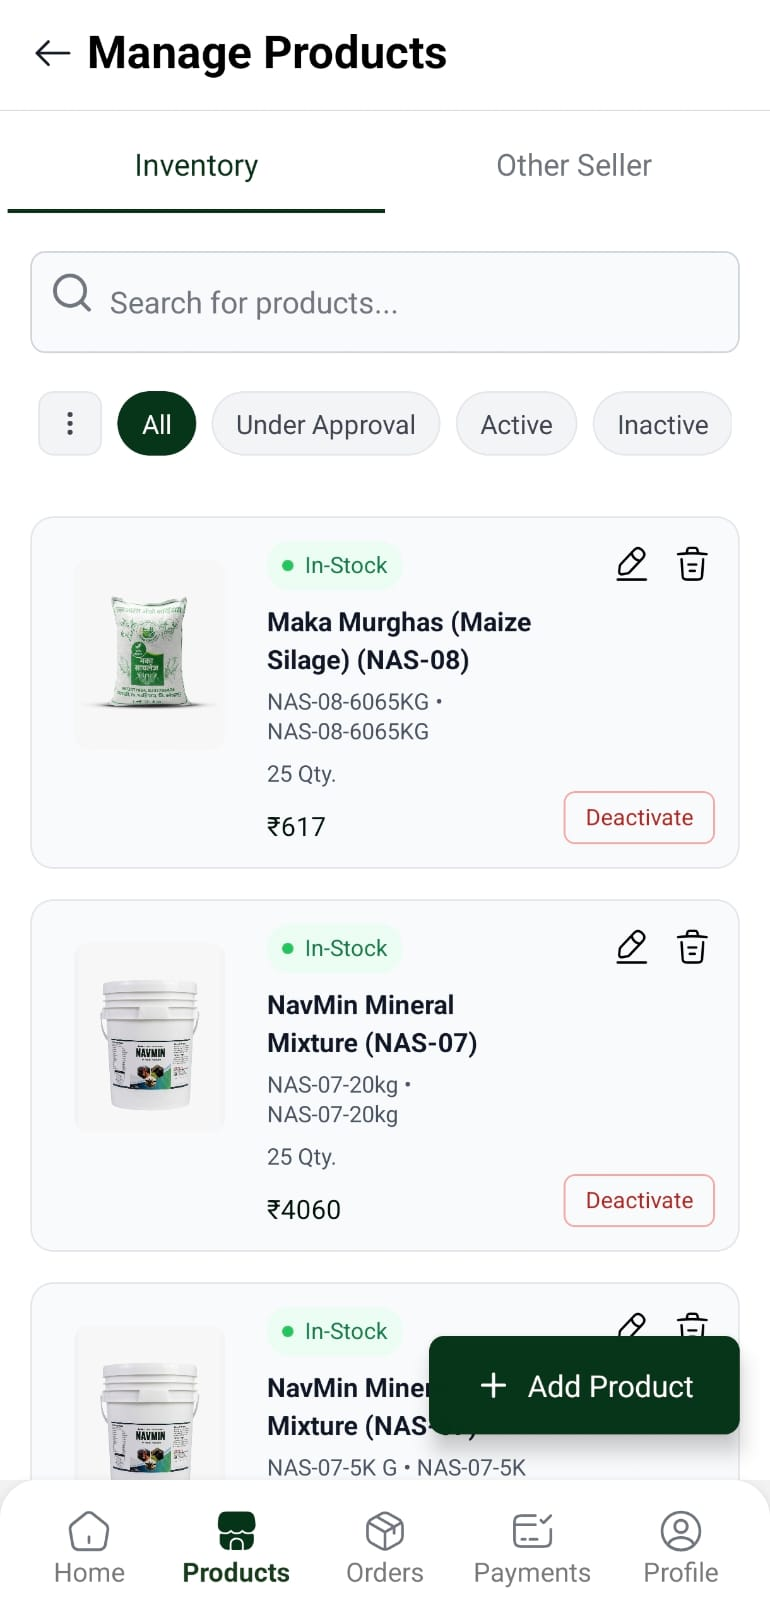 Manage Products
Inventory
Other Seller
Search for products...
All
Under Approval
Active
Inactive
In-Stock
Maka Murghas (Maize
Silage) (NAS-08)
NAS-08-6065KG •
NAS-08-6065KG
25 Qty.
₹617
Deactivate
मका
In-Stock
NavMin Mineral
Mixture (NAS-07)
NAS-07-20kg •
NAS-07-20kg
25 Qty.
₹4060
Deactivate
NAVMIN
In-Stock
NavMin
Mixture (NAS-
NAS-07-5K G • NAS-07-5K
NAVMIN
+ Add Product
Home
Products
Orders
Payments
Profile